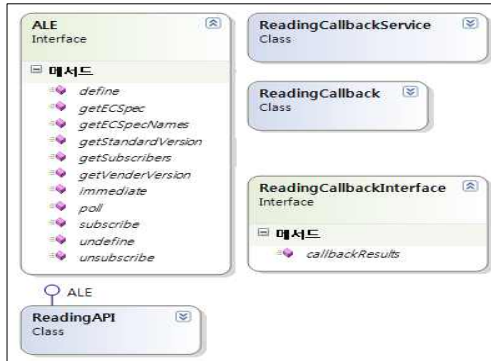 ALE
Interface
메서드
define
getECSpec
getECSpecNames
getStandardVersion
getSubscribers
getVenderVersion
immediate
poll
subscribe
undefine
unsubscribe
ALE
ReadingAPI
Class
ReadingCallbackService
Class
ReadingCallback
Class
ReadingCallbackInterface
Interface
메서드
callbackResults